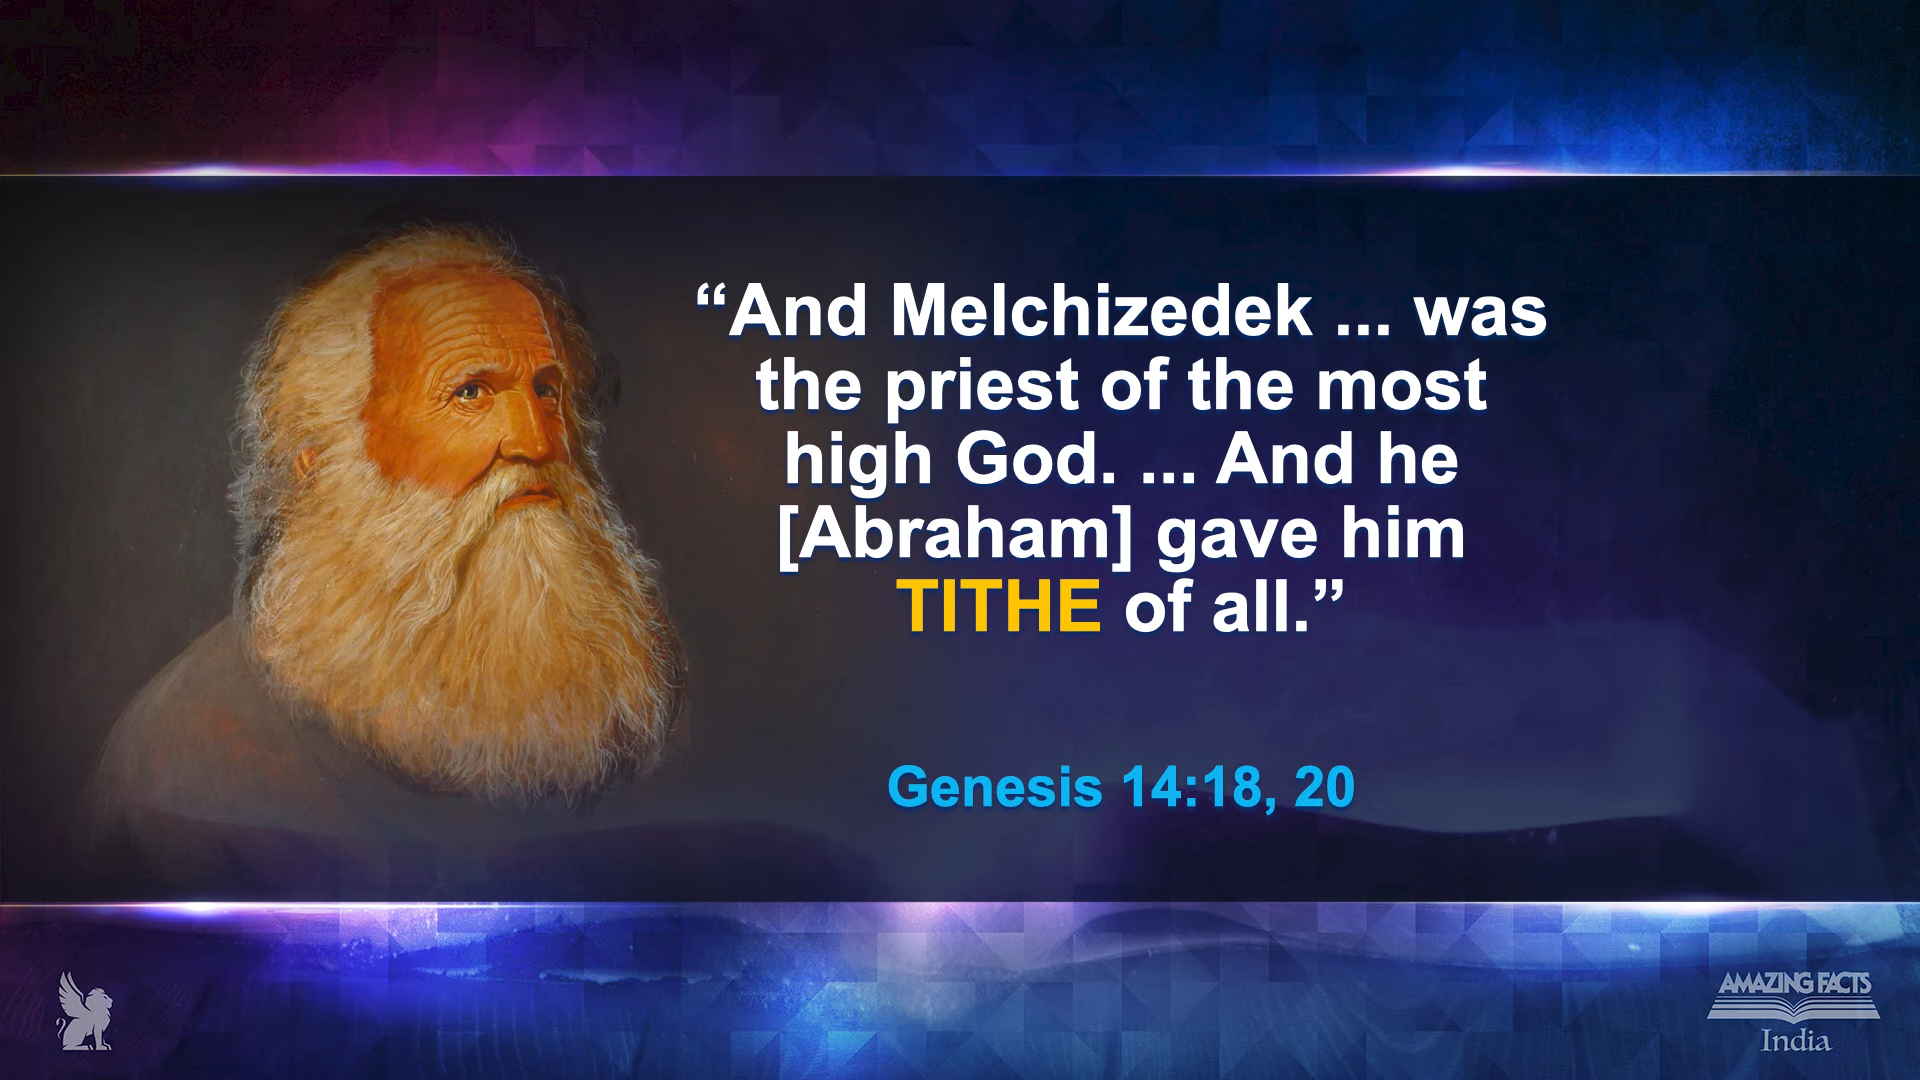 “And Melchizedek ... was
the priest of the most
high God. ... And he
[Abraham] gave him
TITHE of all.”
Genesis 14:18, 20
AMAZING FACTS
India